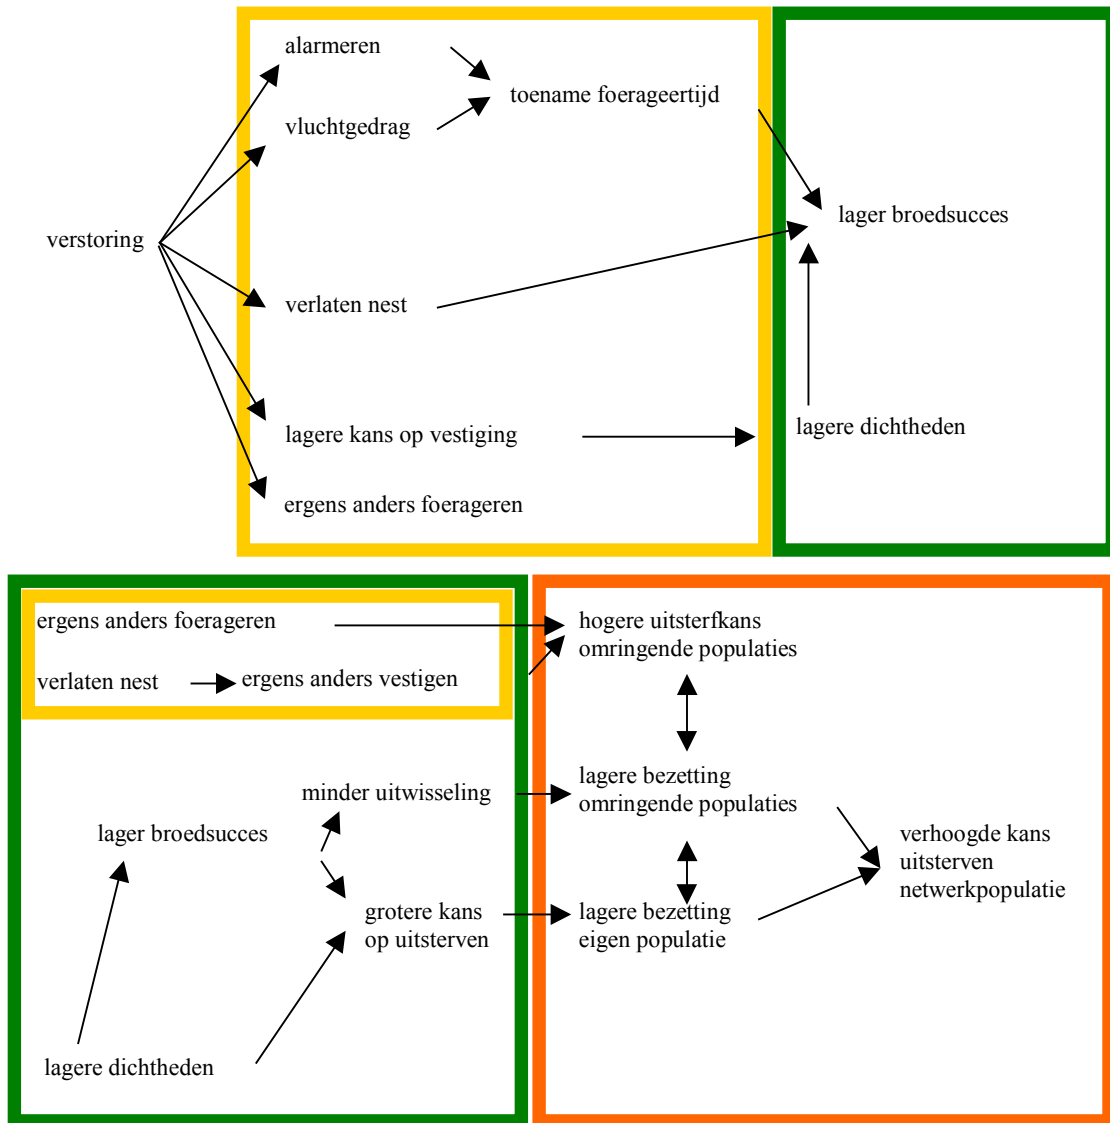 alarmeren
toename foerageertijd
vluchtgedrag
lager broedsucces
verstoring
verlaten nest
lagere dichtheden
lagere kans op vestiging
ergens anders foerageren
ergens anders foerageren
verlaten nest
ergens anders vestigen
hogere uitsterfkans
omringende populaties
minder uitwisseling
lagere bezetting
omringende populaties
lager broedsucces
verhoogde kans
uitsterven
netwerkpopulatie
grotere kans
op uitsterven
lagere bezetting
eigen populatie
lagere dichtheden